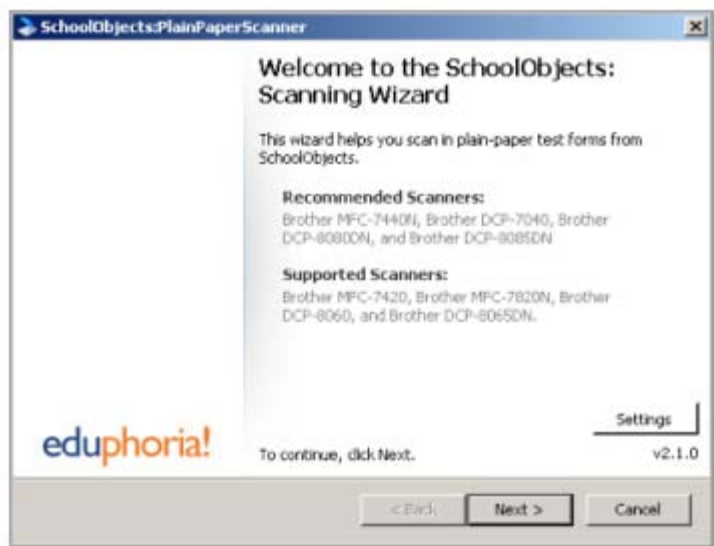 SchoolObjects:PlainPaperScanner
Welcome to the SchoolObjects:
Scanning Wizard
This wizard helps you scan in plain-paper test forms from
SchoolObjects.
Recommended Scanners:
Brother MFC-7440N, Brother DCP-7040, Brother
DCP-8080DN, and Brother DCP-8085DN
Supported Scanners:
Brother MFC-7420, Brother MFC-7820N, Brother
DCP-8060, and Brother DCP-8065DN.
Settings
eduphoria!
To continue, click Next.
v2.1.0
< Back
Next >
Cancel